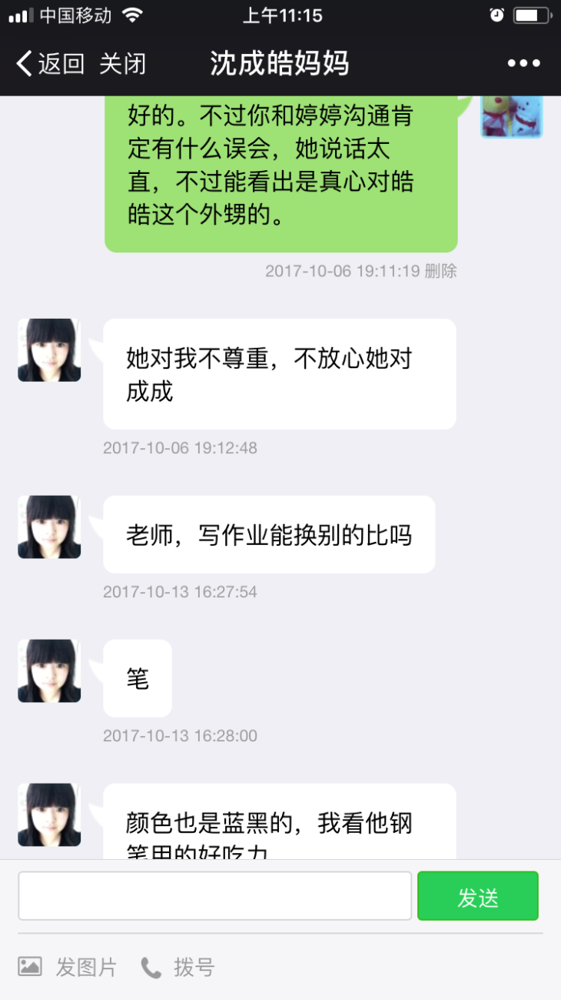 中国移动
上午11:15
返回 关闭 沈成皓妈妈
好的。不过你和婷婷沟通肯
定有什么误会，她说话太
直，不过能看出是真心对皓
皓这个外甥的。
2017-10-06 19:11:19 删除
她对我不尊重，不放心她对
成成
2017-10-06 19:12:48
老师，写作业能换别的比吗
2017-10-13 16:27:54
笔
2017-10-13 16:28:00
颜色也是蓝黑的，我看他钢
笔用的好吃力
发送
发图片 拨号